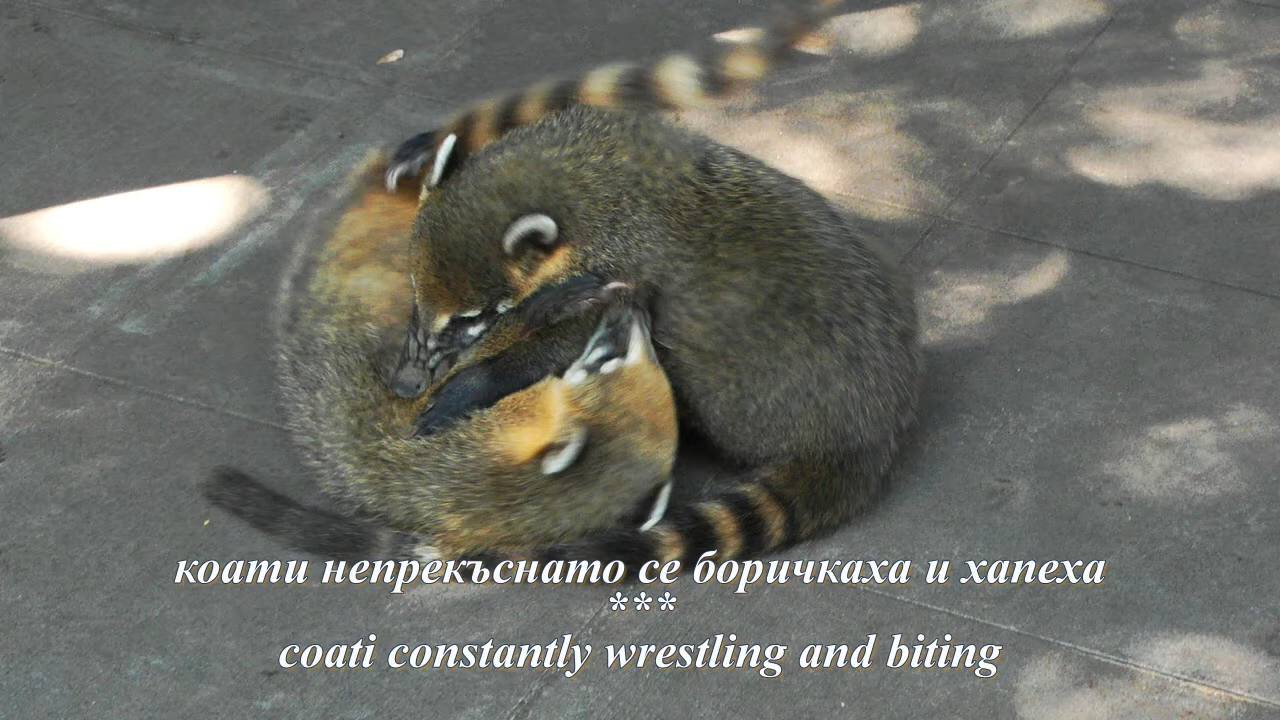 коати непрекъснато се боричкаха и хапеха
***
coati constantly wrestling and biting